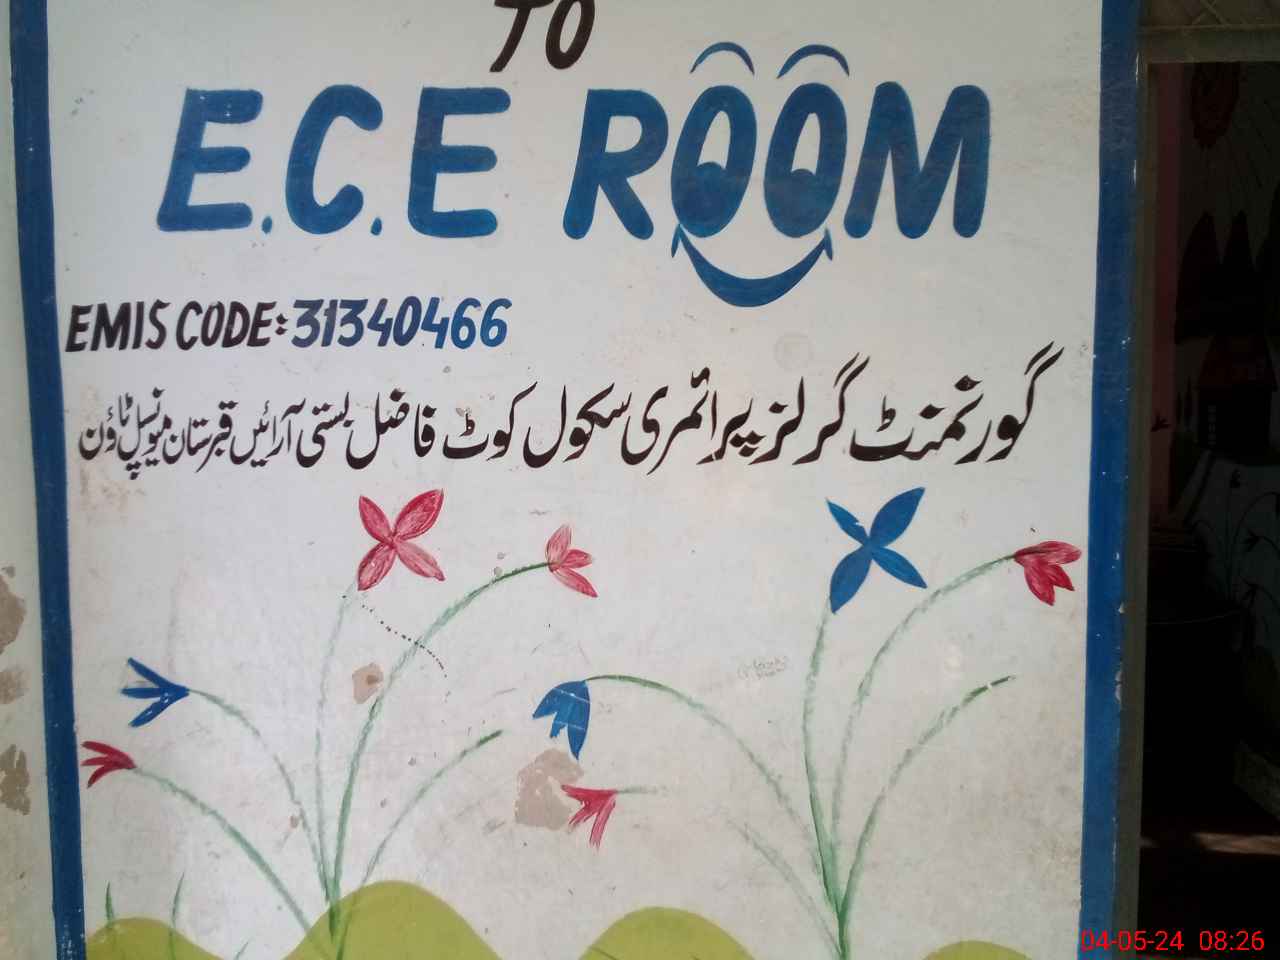 TO
E.C.E ROOM
EMIS CODE: 31340466
گورنمنٹ گرلز پرائمری سکول کوٹ فاضل بستی آرائیں قبرستان میونسپل ٹاؤن
04-05-24 08:26